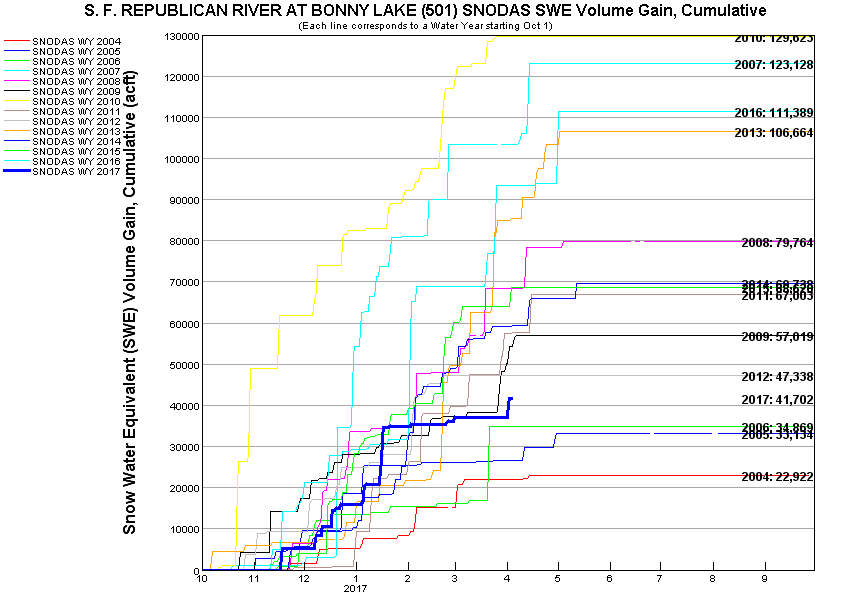 S. F. REPUBLICAN RIVER AT BONNY LAKE (501) SNODAS SWE Volume Gain, Cumulative
(Each line corresponds to a Water Year starting Oct 1)
SNODAS WY 2004
SNODAS WY 2005
SNODAS WY 2006
SNODAS WY 2007
SNODAS WY 2008
SNODAS WY 2009
SNODAS WY 2010
SNODAS WY 2011
SNODAS WY 2012
SNODAS WY 2013
SNODAS WY 2014
SNODAS WY 2015
SNODAS WY 2016
SNODAS WY 2017
Snow Water Equivalent (SWE) Volume Gain, Cumulative (acft)
130000
120000
110000
100000
90000
80000
70000
60000
50000
40000
30000
20000
10000
0
2010: 129,623
2007: 123,128
2016: 111,389
2013: 106,664
2008: 79,764
2011: 67,003
2009: 57,019
2012: 47,338
2017: 41,702
2006: 34,869
2005: 33,134
2004: 22,922
10 11 12 1 2 3 4 5 6 7 8 9
2017